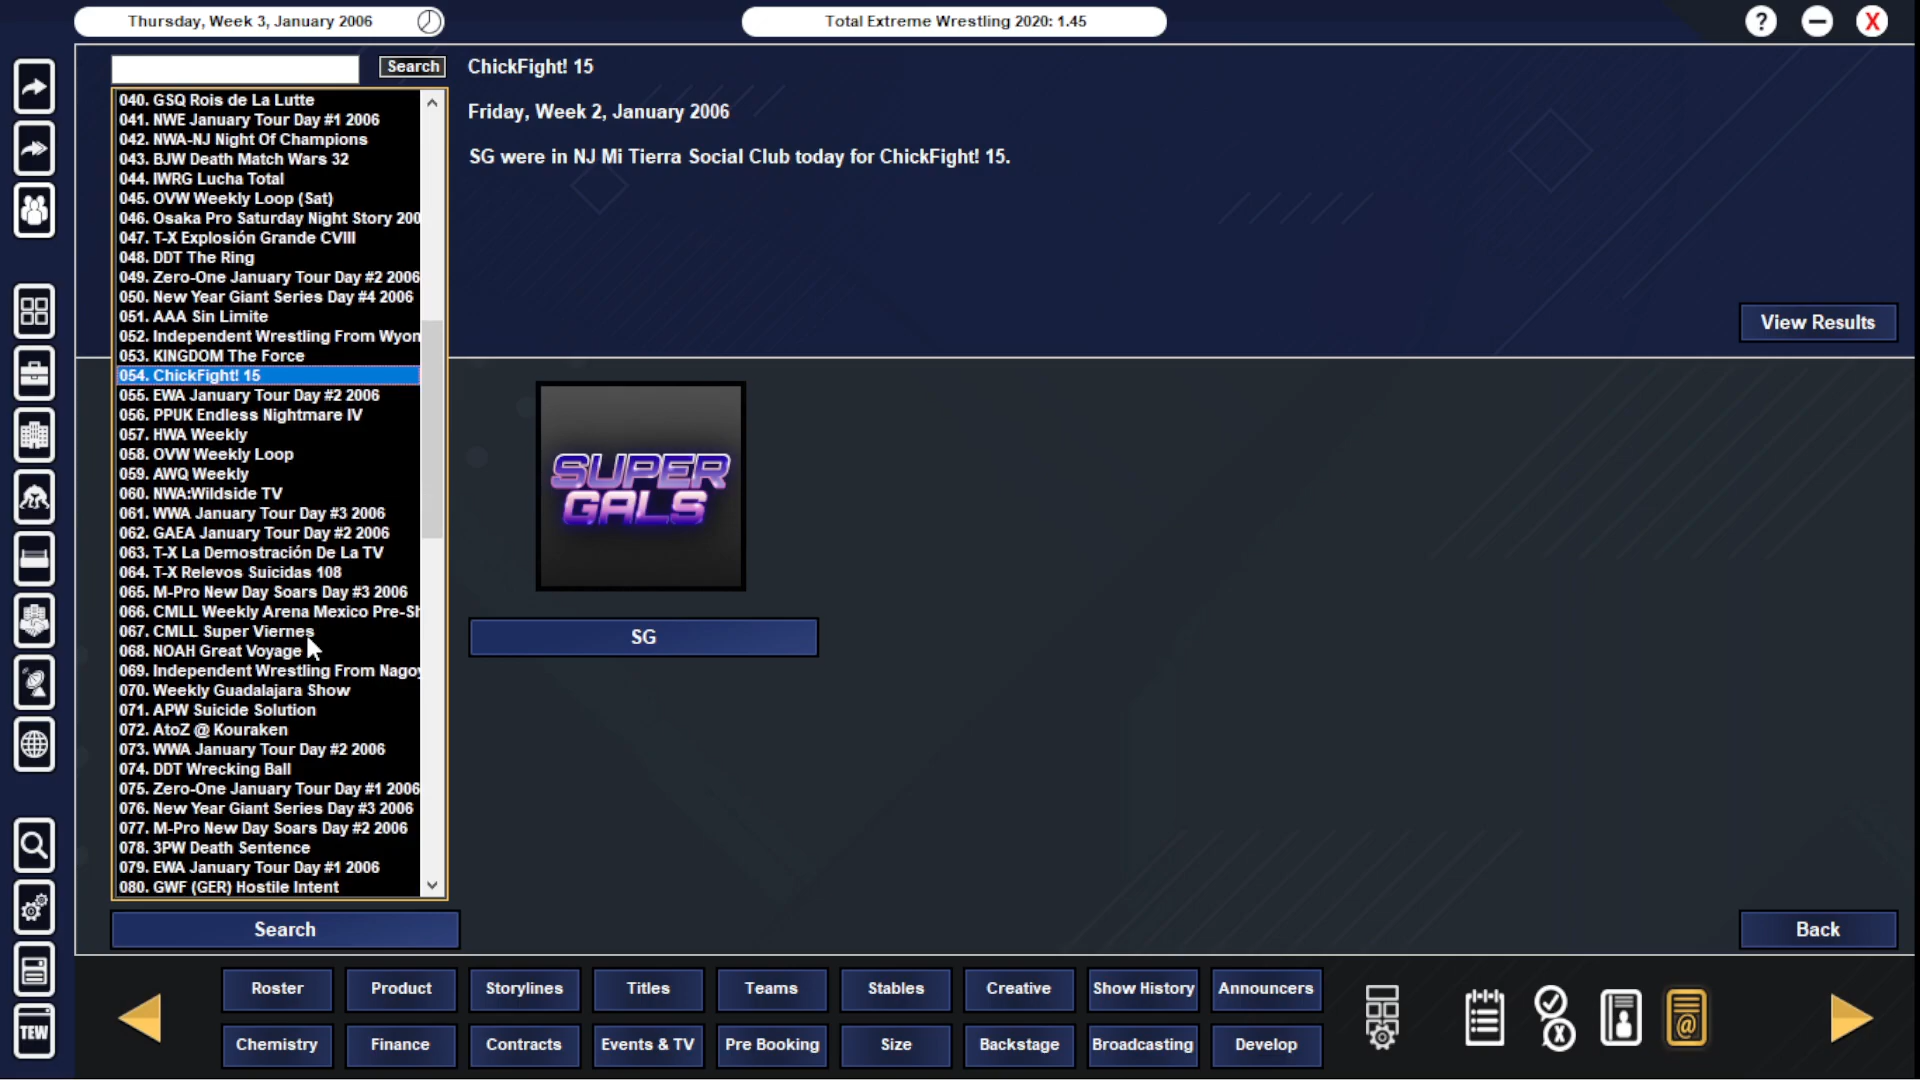 Thursday, Week 3, January 2006
Total Extreme Wrestling 2020: 1.45
?
X
Search
040. GSQ Rois de La Lutte
041. NWE January Tour Day #1 2006
042. NWA-NJ Night Of Champions
043. BJW Death Match Wars 32
044. IWRG Lucha Total
045. OVW Weekly Loop (Sat)
046. Osaka Pro Saturday Night Story 200
047. T-X Explosión Grande CVIII
048. DDT The Ring
049. Zero-One January Tour Day #2 2006
050. New Year Giant Series Day #4 2006
051. AAA Sin Limite
052. Independent Wrestling From Wyon
053. KINGDOM The Force
054. ChickFight! 15
055. EWA January Tour Day #2 2006
056. PPUK Endless Nightmare IV
057. HWA Weekly
058. OVW Weekly Loop
059. AWQ Weekly
060. NWA:Wildside TV
061. WWA January Tour Day #3 2006
062. GAEA January Tour Day #2 2006
063. T-X La Demostración De La TV
064. T-X Relevos Suicidas 108
065. M-Pro New Day Soars Day #3 2006
066. CMLL Weekly Arena Mexico Pre-Sh
067. CMLL Super Viernes
068. NOAH Great Voyage
069. Independent Wrestling From Nagoy
070. Weekly Guadalajara Show
071. APW Suicide Solution
072. AtoZ @ Kouraken
073. WWA January Tour Day #2 2006
074. DDT Wrecking Ball
075. Zero-One January Tour Day #1 2006
076. New Year Giant Series Day #3 2006
077. M-Pro New Day Soars Day #2 2006
078. 3PW Death Sentence
079. EWA January Tour Day #1 2006
080. GWF (GER) Hostile Intent
Search
ChickFight! 15
Friday, Week 2, January 2006
SG were in NJ Mi Tierra Social Club today for ChickFight! 15.
View Results
SUPER
GALS
SG
Back
TEW
Roster
Product
Storylines
Titles
Teams
Stables
Creative
Show History
Announcers
Chemistry
Finance
Contracts
Events & TV
Pre Booking
Size
Backstage
Broadcasting
Develop